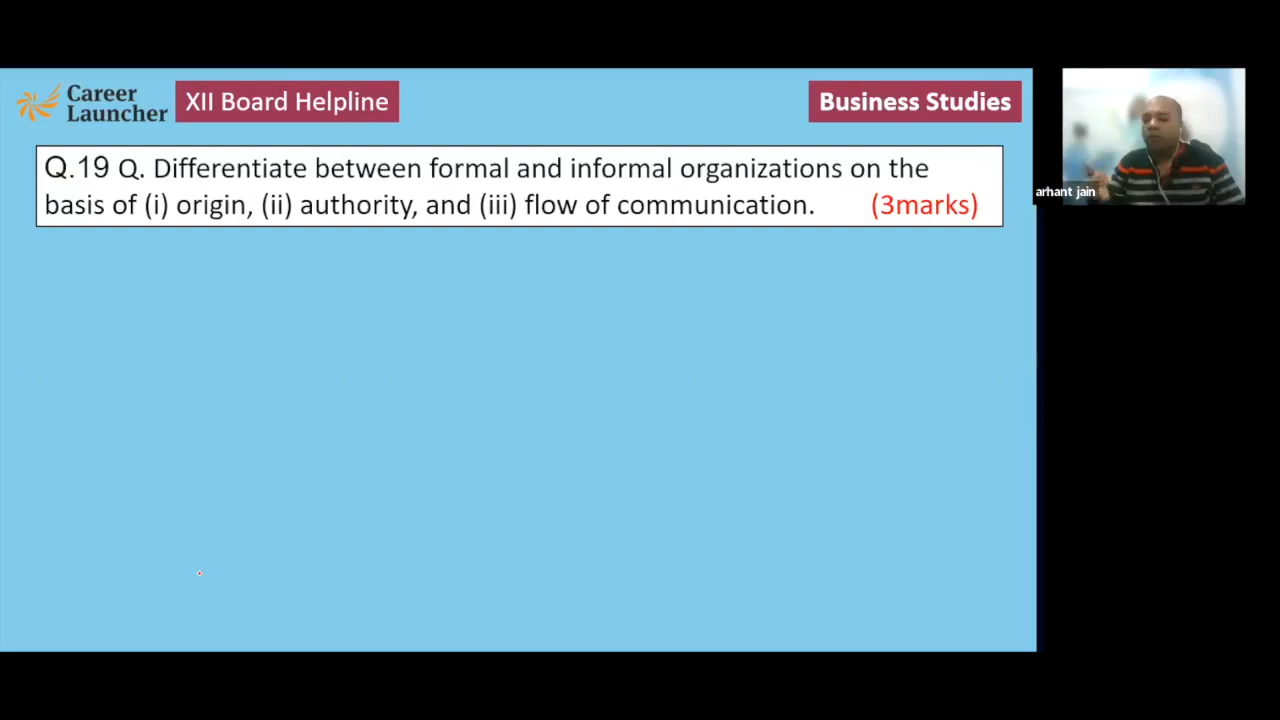 Career
Launcher
XII Board Helpline
Business Studies
Q.19 Q. Differentiate between formal and informal organizations on the
basis of (i) origin, (ii) authority, and (iii) flow of communication. (3marks)
arhant jain